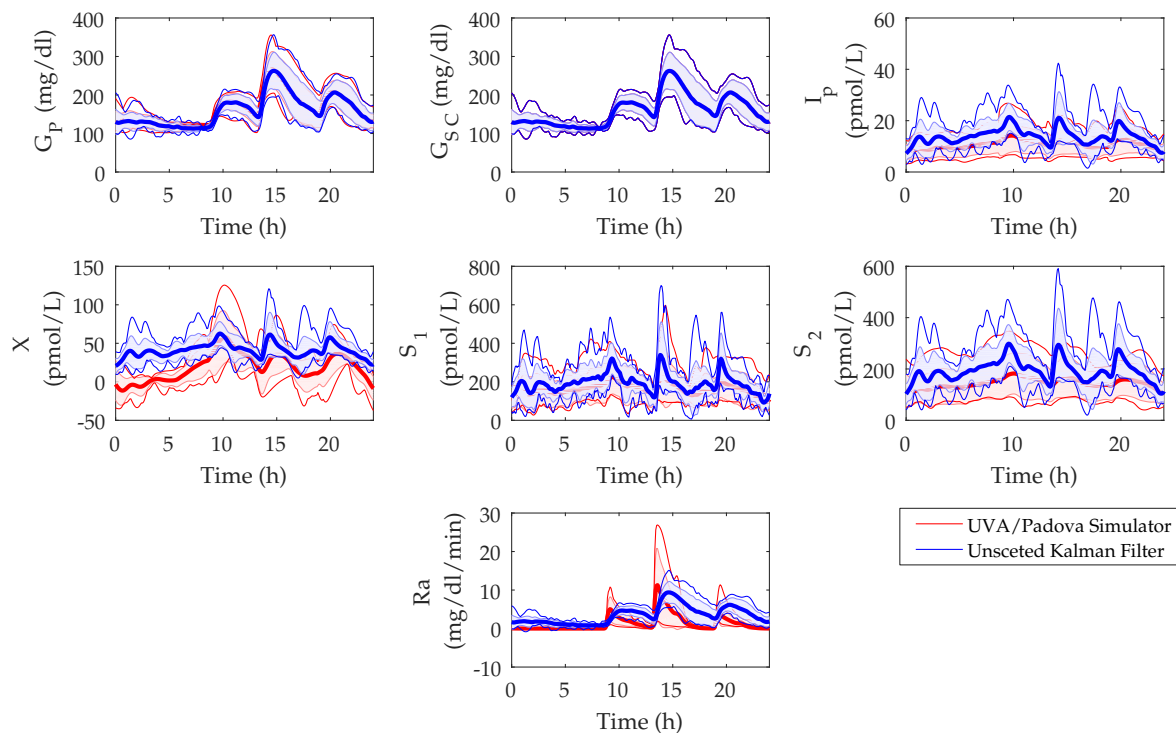 400
300
200
100
0
G_P (mg/dl)
0 5 10 15 20
Time (h)
400
300
200
100
0
G_SC (mg/dl)
0 5 10 15 20
Time (h)
60
40
20
0
I_p
(pmol/L)
0 10 20
Time (h)
150
100
50
0
-50
X
(pmol/L)
0 5 10 15 20
Time (h)
800
600
400
200
0
S_1
(pmol/L)
0 5 10 15 20
Time (h)
600
400
200
0
S_2
(pmol/L)
0 10 20
Time (h)
30
20
10
0
-10
Ra
(mg/dl/min)
0 5 10 15 20
Time (h)
UVA/Padova Simulator
Unsceted Kalman Filter